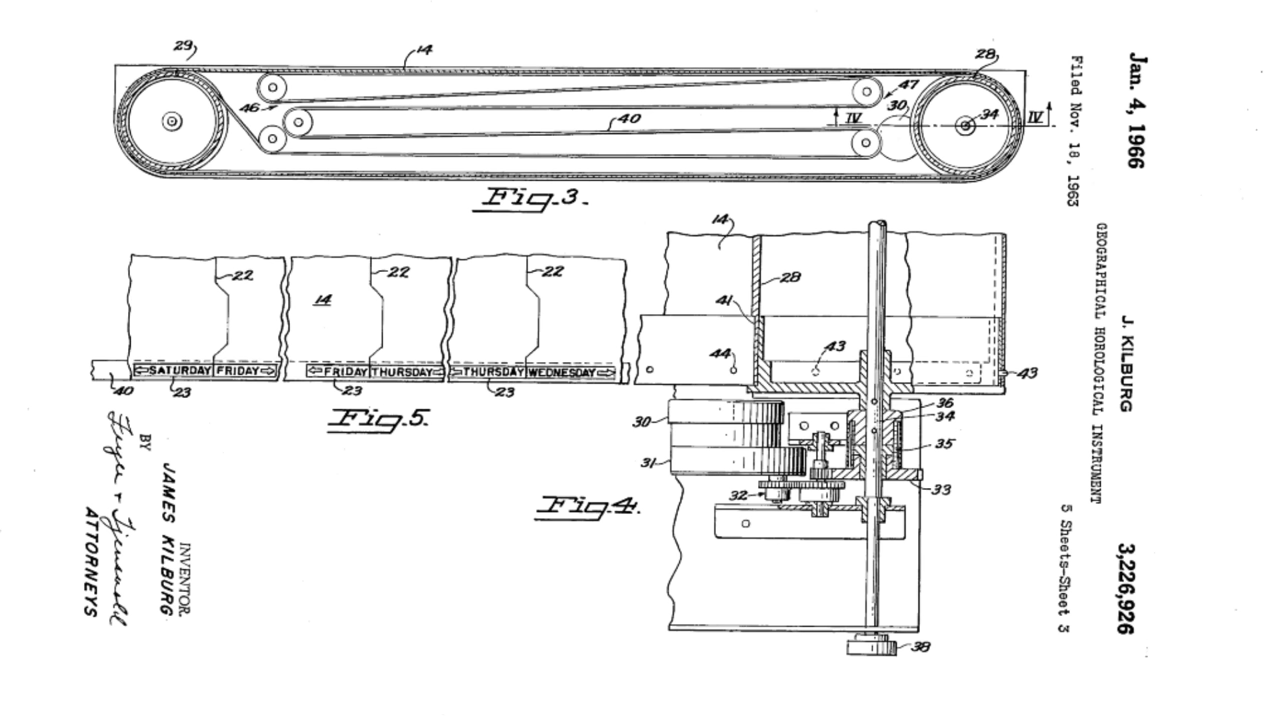 29
14
28
46
47
30
40
IV
34
IV
Fig.3.
22
22
22
14
←SATURDAY FRIDAY→
←FRIDAY THURSDAY→
←THURSDAY WEDNESDAY→
40
23
23
23
Fig.5.
14
28
41
44
43
43
36
34
35
30
31
32
33
38
Fig.4.
Jan. 4, 1966
J. KILBURG
3,226,926
GEOGRAPHICAL HOROLOGICAL INSTRUMENT
Filed Nov. 18, 1963
5 Sheets-Sheet 3
INVENTOR.
JAMES KILBURG
BY
ATTORNEYS